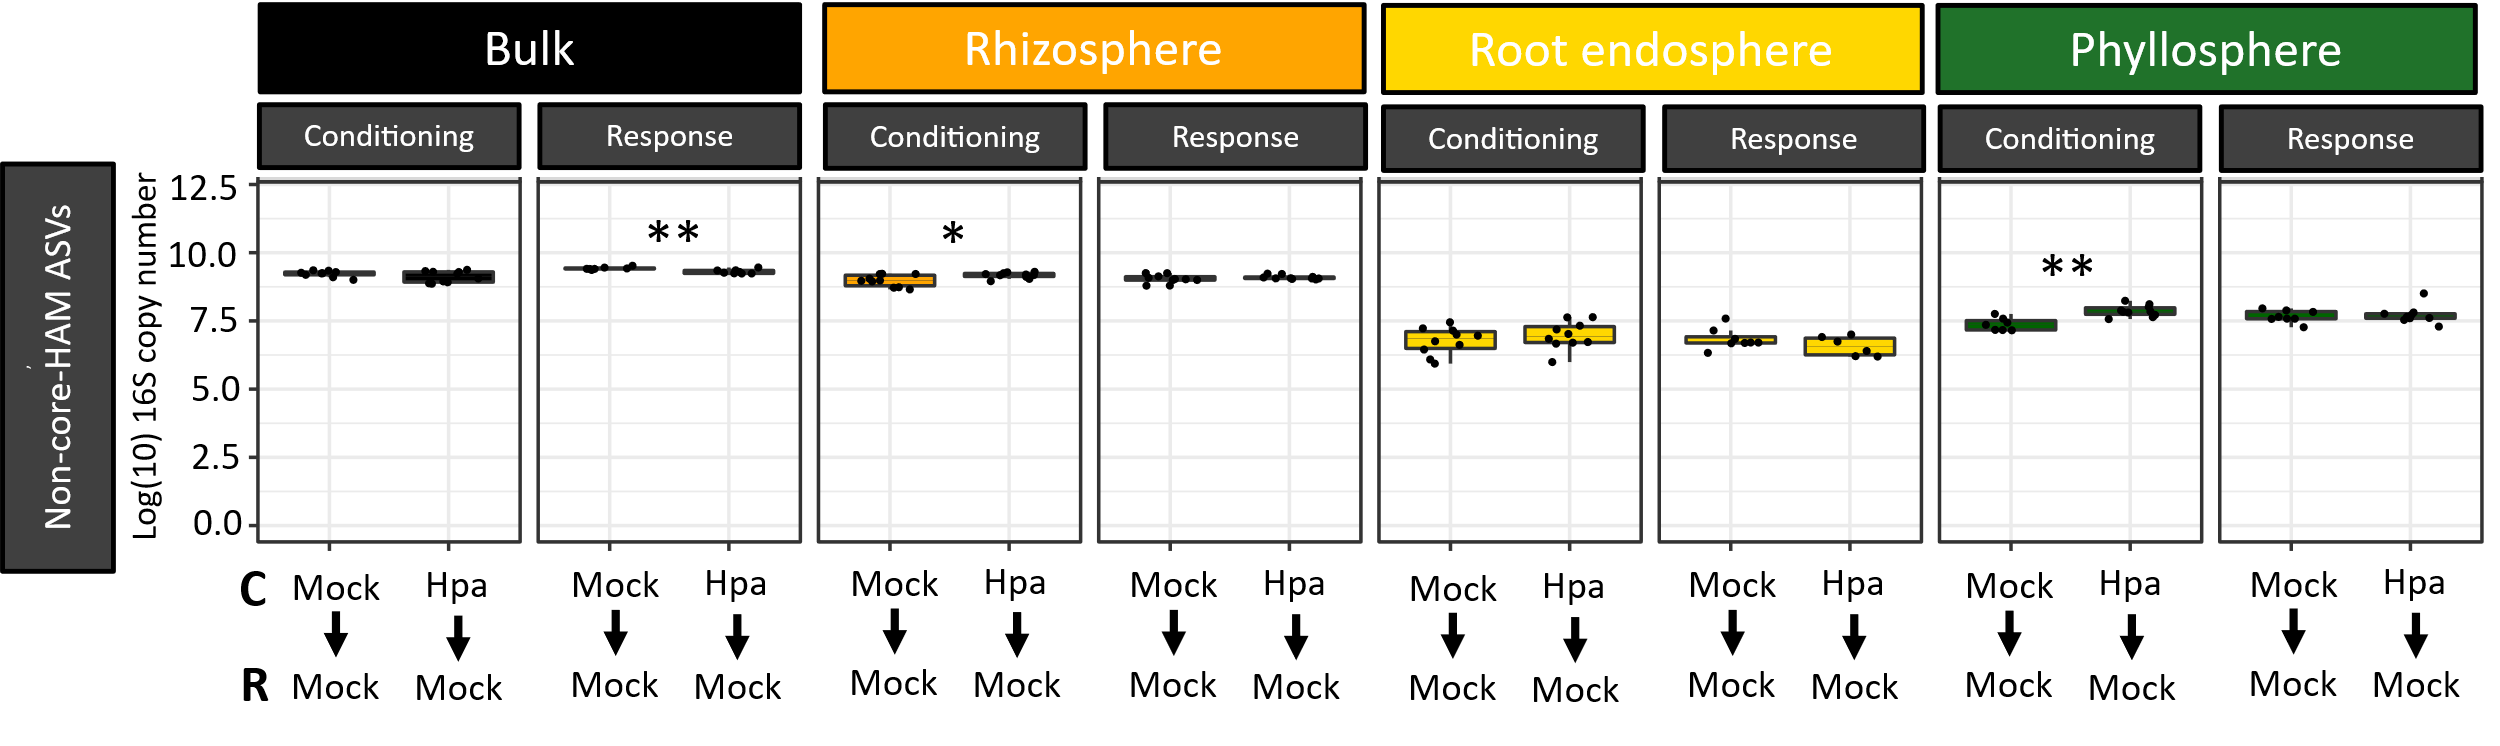 Bulk Rhizosphere Root endosphere Phyllosphere
Conditioning Response Conditioning Response Conditioning Response Conditioning Response
Non-core-HAM ASVs
Log(10) 16S copy number
12.5
10.0
7.5
5.0
2.5
0.0
** * **
C Mock Hpa Mock Hpa Mock Hpa Mock Hpa Mock Hpa Mock Hpa Mock Hpa Mock Hpa
R Mock Mock Mock Mock Mock Mock Mock Mock Mock Mock Mock Mock Mock Mock Mock Mock